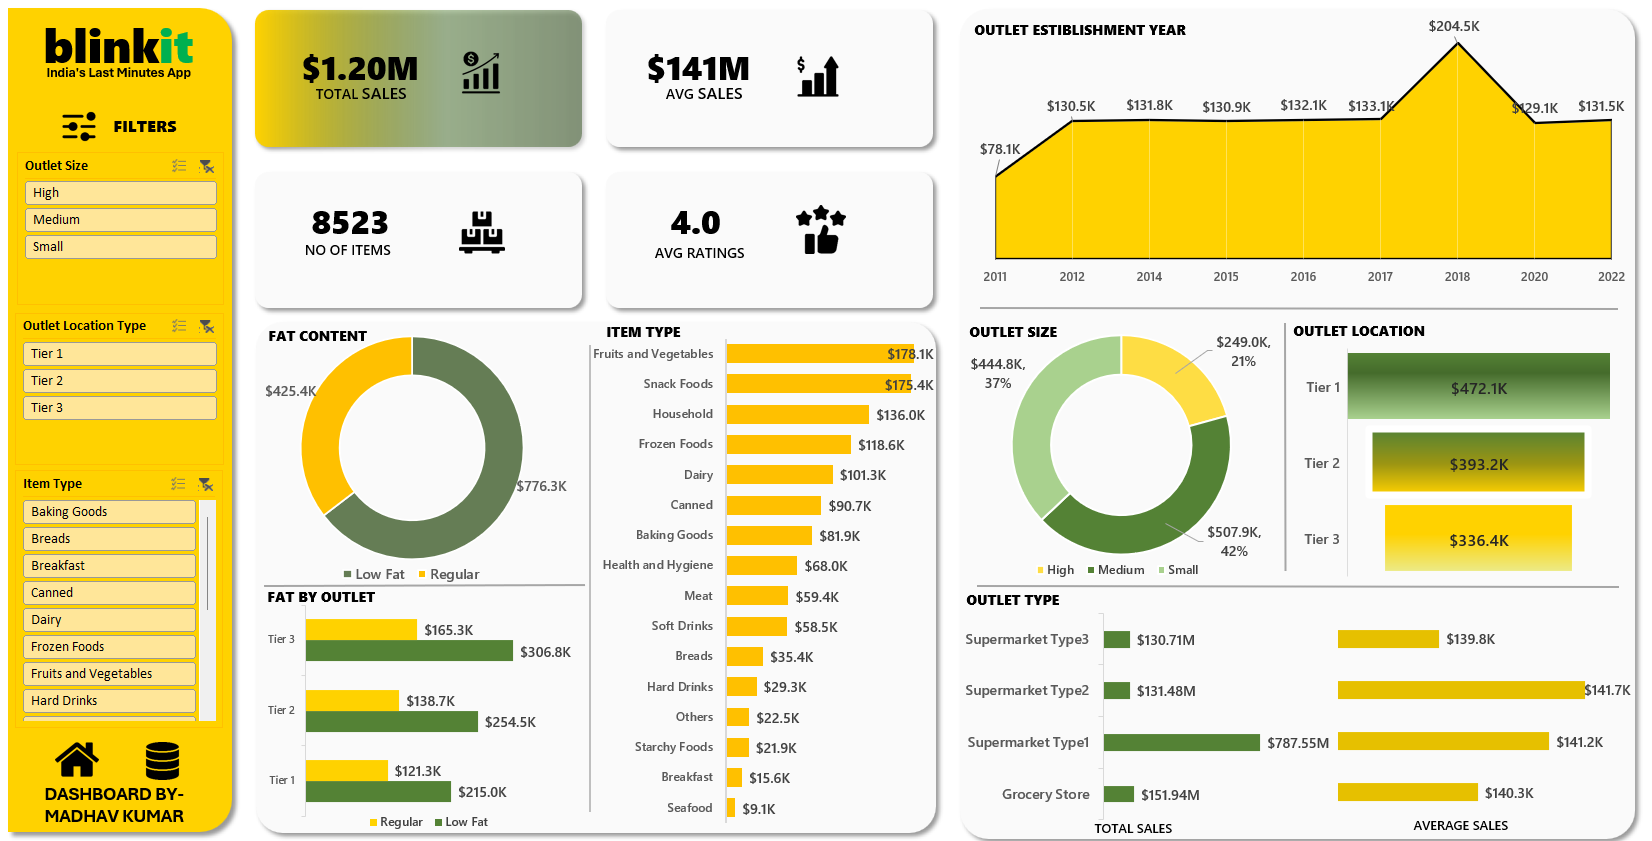 blinkit
India's Last Minutes App
FILTERS
Outlet Size
High
Medium
Small
Outlet Location Type
Tier 1
Tier 2
Tier 3
Item Type
Baking Goods
Breads
Breakfast
Canned
Dairy
Frozen Foods
Fruits and Vegetables
Hard Drinks
DASHBOARD BY-
MADHAV KUMAR
$1.20M
TOTAL SALES
$141M
AVG SALES
8523
NO OF ITEMS
4.0
AVG RATINGS
FAT CONTENT
$425.4K
$776.3K
Low Fat Regular
FAT BY OUTLET
Tier 3 $165.3K
$306.8K
Tier 2 $138.7K
$254.5K
Tier 1 $121.3K
$215.0K
Regular Low Fat
ITEM TYPE
Fruits and Vegetables $178.1K
Snack Foods $175.4K
Household $136.0K
Frozen Foods $118.6K
Dairy $101.3K
Canned $90.7K
Baking Goods $81.9K
Health and Hygiene $68.0K
Meat $59.4K
Soft Drinks $58.5K
Breads $35.4K
Hard Drinks $29.3K
Others $22.5K
Starchy Foods $21.9K
Breakfast $15.6K
Seafood $9.1K
OUTLET ESTIBLISHMENT YEAR
$78.1K $130.5K $131.8K $130.9K $132.1K $133.1K $204.5K $129.1K $131.5K
2011 2012 2014 2015 2016 2017 2018 2020 2022
OUTLET SIZE
$249.0K,
21%
$444.8K,
37%
$507.9K,
42%
High Medium Small
OUTLET LOCATION
Tier 1 $472.1K
Tier 2 $393.2K
Tier 3 $336.4K
OUTLET TYPE
Supermarket Type3 $130.71M $139.8K
Supermarket Type2 $131.48M $141.7K
Supermarket Type1 $787.55M $141.2K
Grocery Store $151.94M $140.3K
TOTAL SALES AVERAGE SALES